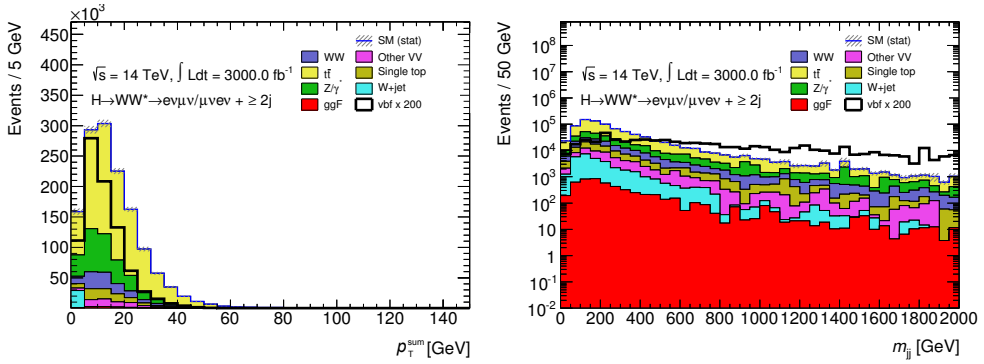 ×10³
Events / 5 GeV
450
400
350
300
250
200
150
100
50
0 20 40 60 80 100 120 140
p_T^sum [GeV]
√s = 14 TeV, ∫ Ldt = 3000.0 fb⁻¹
H→WW*→eνμν/μνeν + ≥ 2j
WW
tt̄
Z/γ*
ggF
SM (stat)
Other VV
Single top
W+jet
vbf x 200
Events / 50 GeV
10⁸
10⁷
10⁶
10⁵
10⁴
10³
10²
10
1
10⁻¹
10⁻²
0 200 400 600 800 1000 1200 1400 1600 1800 2000
m_jj [GeV]
√s = 14 TeV, ∫ Ldt = 3000.0 fb⁻¹
H→WW*→eνμν/μνeν + ≥ 2j
WW
tt̄
Z/γ*
ggF
SM (stat)
Other VV
Single top
W+jet
vbf x 200